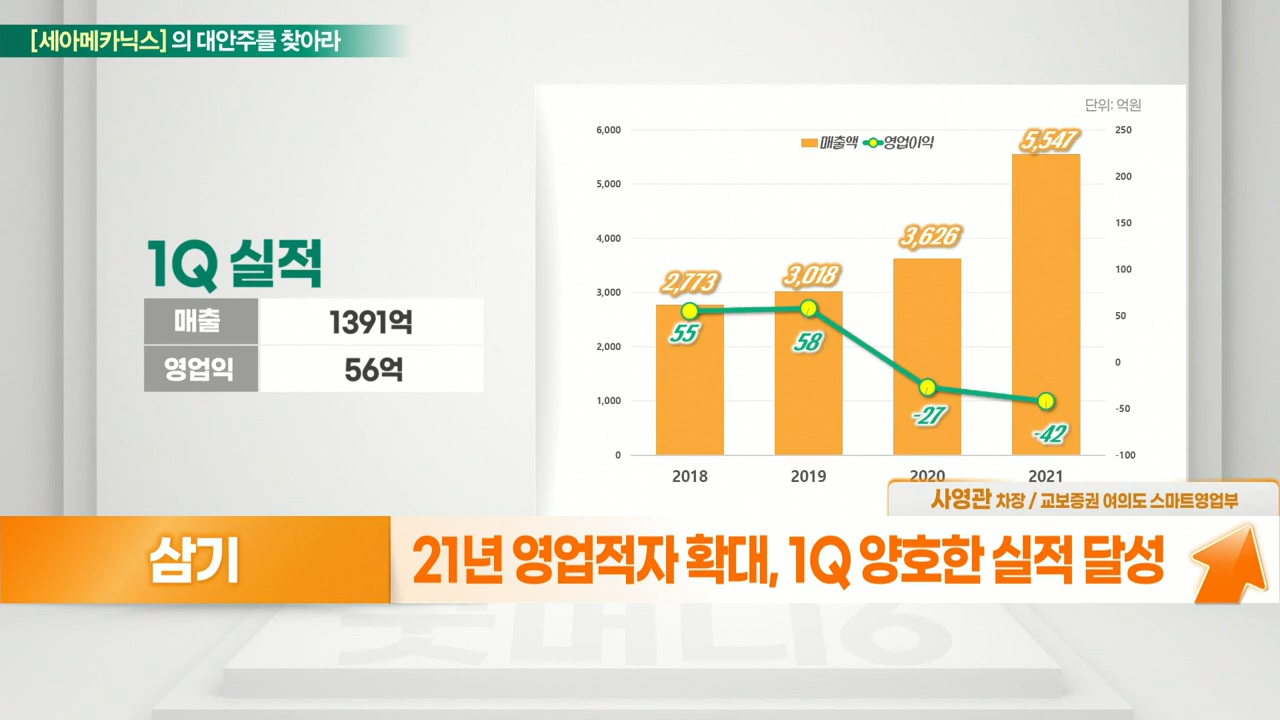 [세아메카닉스]의 대안주를 찾아라
단위: 억원
매출액 영업이익
6,000
5,000
4,000
3,000
2,000
1,000
0
250
200
150
100
50
0
-50
-100
2,773
3,018
3,626
5,547
55
58
-27
-42
2018 2019 2020 2021
1Q 실적
매출 1391억
영업익 56억
사영관 차장 / 교보증권 여의도 스마트영업부
삼기
21년 영업적자 확대, 1Q 양호한 실적 달성
굿머니6